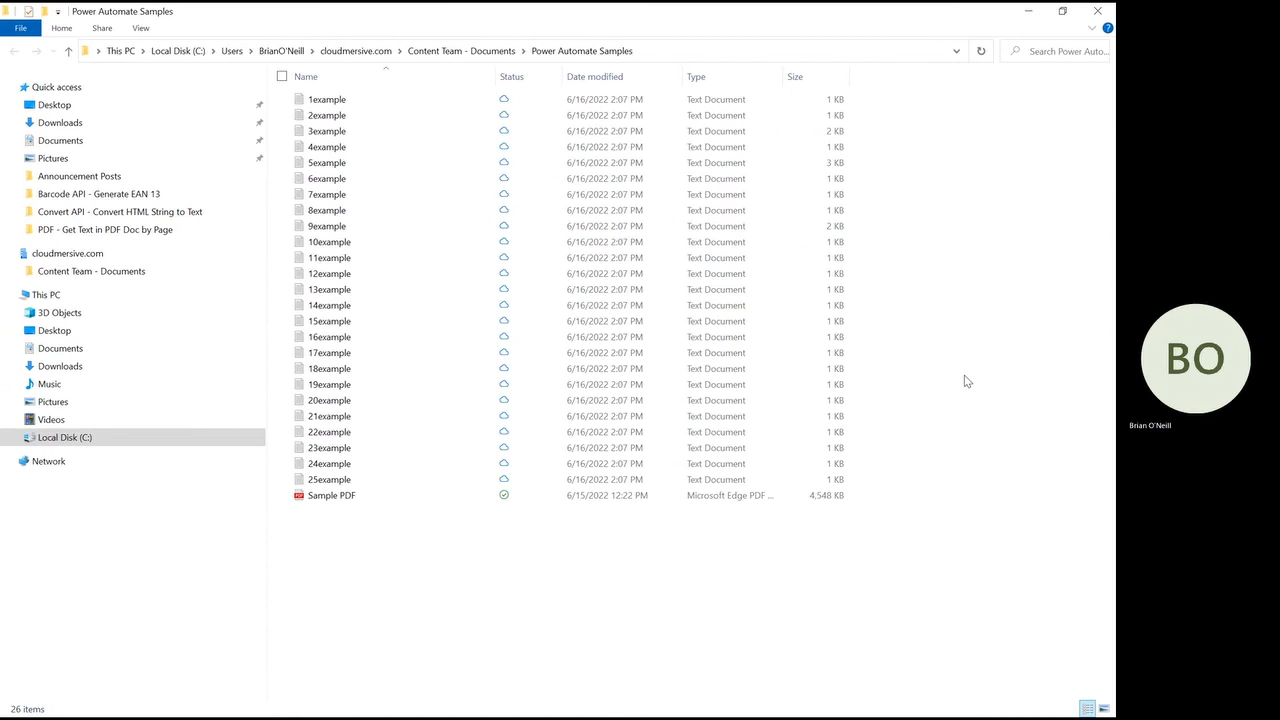 Power Automate Samples
File Home Share View
This PC Local Disk (C:) Users BrianO'Neill cloudmersive.com Content Team - Documents Power Automate Samples Search Power Auto...
Name Status Date modified Type Size
Quick access
Desktop
Downloads
Documents
Pictures
Announcement Posts
Barcode API - Generate EAN 13
Convert API - Convert HTML String to Text
PDF - Get Text in PDF Doc by Page
cloudmersive.com
Content Team - Documents
This PC
3D Objects
Desktop
Documents
Downloads
Music
Pictures
Videos
Local Disk (C:)
Network
1example 6/16/2022 2:07 PM Text Document 1 KB
2example 6/16/2022 2:07 PM Text Document 1 KB
3example 6/16/2022 2:07 PM Text Document 2 KB
4example 6/16/2022 2:07 PM Text Document 1 KB
5example 6/16/2022 2:07 PM Text Document 3 KB
6example 6/16/2022 2:07 PM Text Document 1 KB
7example 6/16/2022 2:07 PM Text Document 1 KB
8example 6/16/2022 2:07 PM Text Document 1 KB
9example 6/16/2022 2:07 PM Text Document 2 KB
10example 6/16/2022 2:07 PM Text Document 1 KB
11example 6/16/2022 2:07 PM Text Document 1 KB
12example 6/16/2022 2:07 PM Text Document 1 KB
13example 6/16/2022 2:07 PM Text Document 1 KB
14example 6/16/2022 2:07 PM Text Document 1 KB
15example 6/16/2022 2:07 PM Text Document 1 KB
16example 6/16/2022 2:07 PM Text Document 1 KB
17example 6/16/2022 2:07 PM Text Document 1 KB
18example 6/16/2022 2:07 PM Text Document 1 KB
19example 6/16/2022 2:07 PM Text Document 1 KB
20example 6/16/2022 2:07 PM Text Document 1 KB
21example 6/16/2022 2:07 PM Text Document 1 KB
22example 6/16/2022 2:07 PM Text Document 1 KB
23example 6/16/2022 2:07 PM Text Document 1 KB
24example 6/16/2022 2:07 PM Text Document 1 KB
25example 6/16/2022 2:07 PM Text Document 1 KB
Sample PDF 6/15/2022 12:22 PM Microsoft Edge PDF ... 4,548 KB
26 items
BO
Brian O'Neill